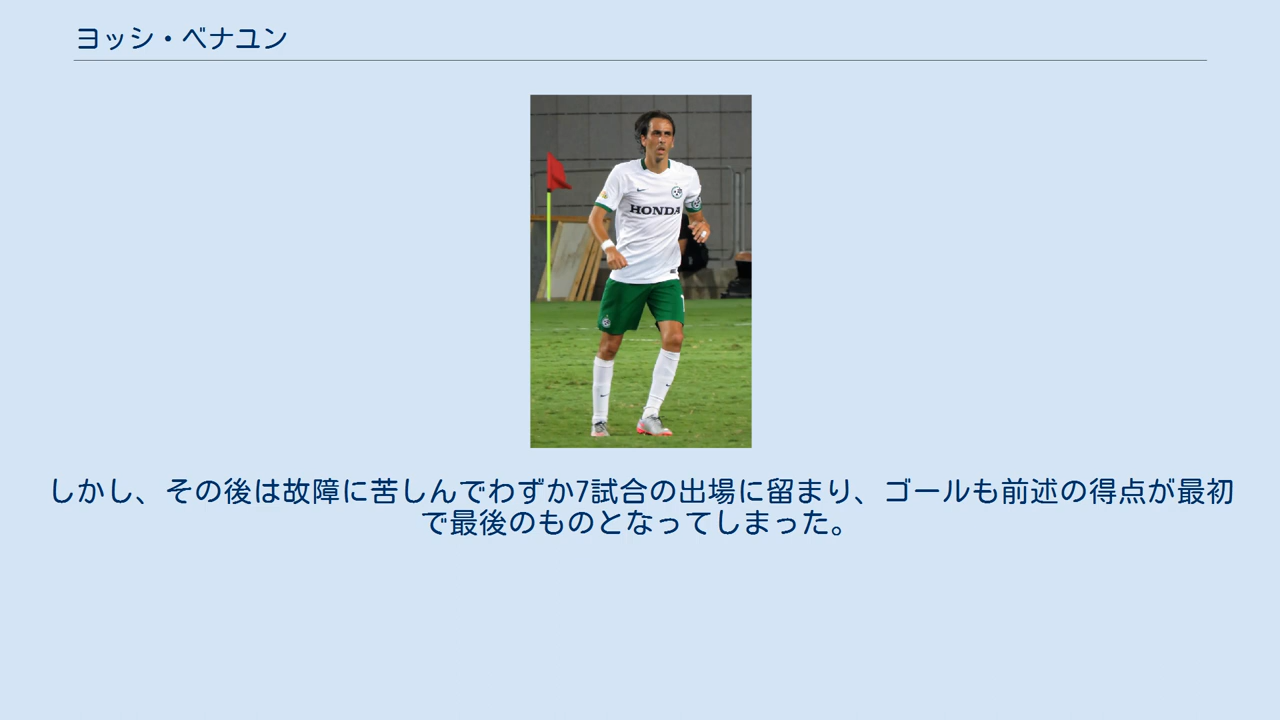 ヨッシ・ベナユン
HONDA
しかし、その後は故障に苦しんでわずか7試合の出場に留まり、ゴールも前述の得点が最初
で最後のものとなってしまった。